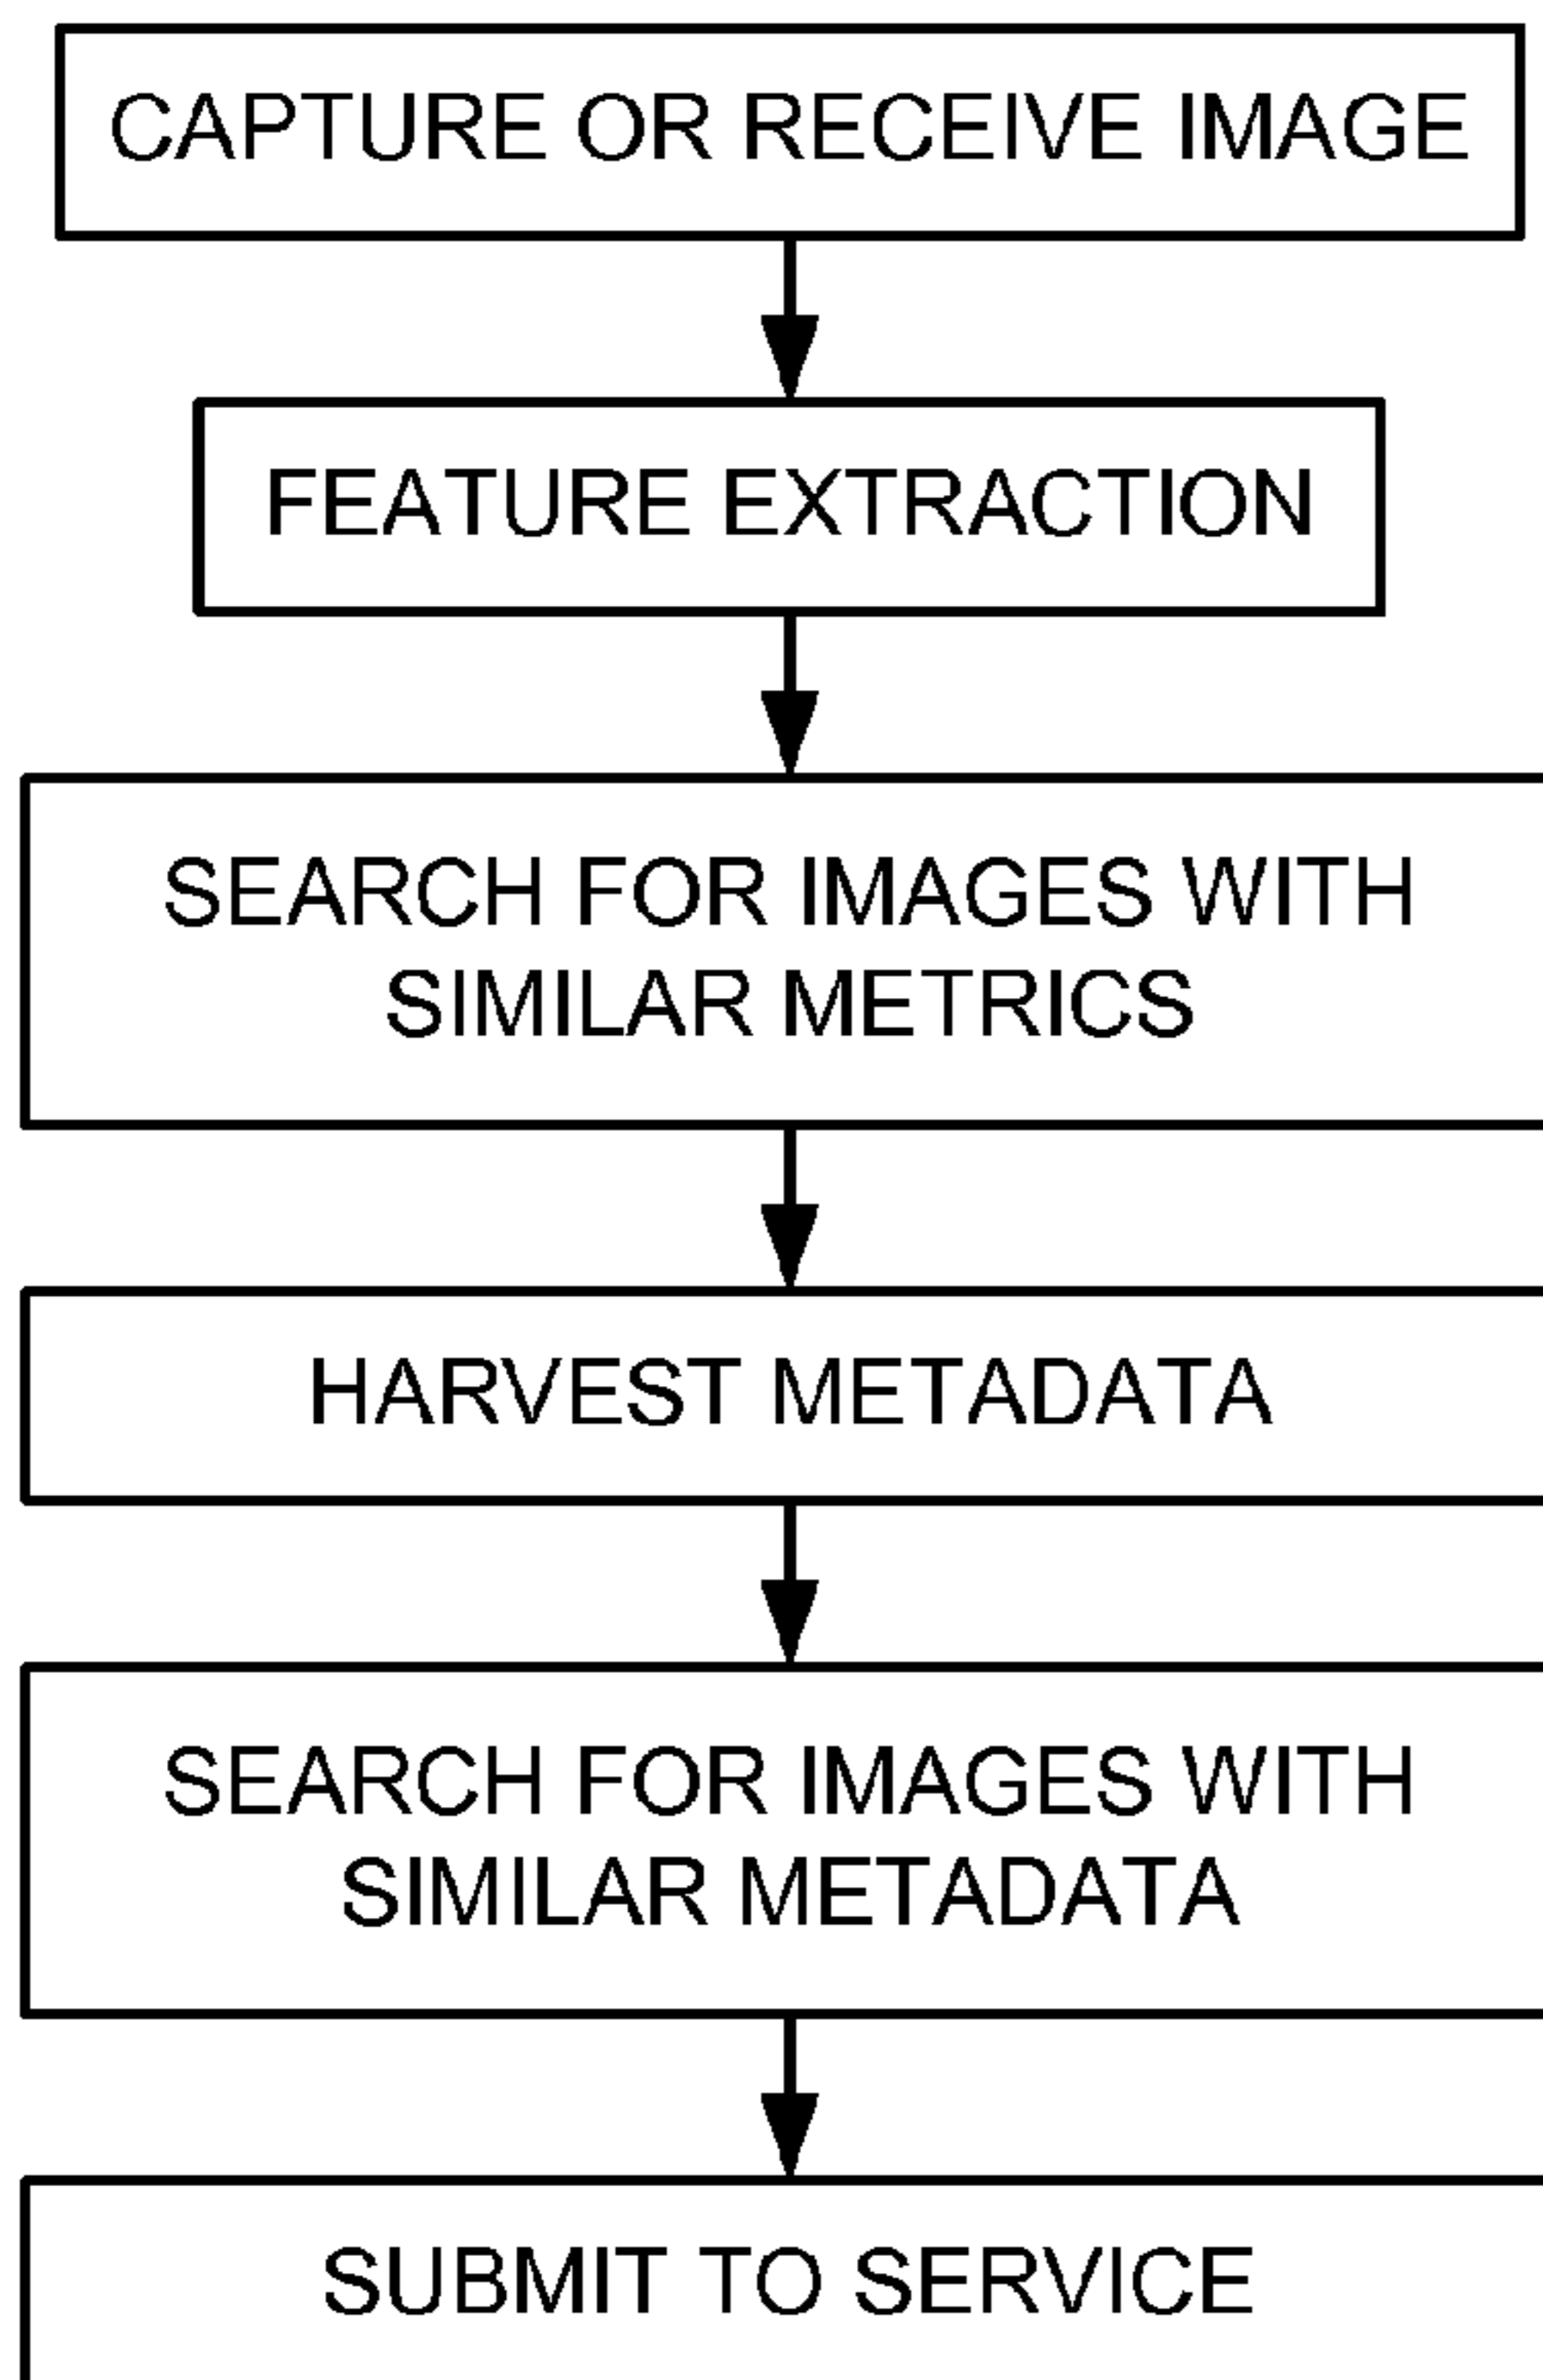 CAPTURE OR RECEIVE IMAGE
FEATURE EXTRACTION
SEARCH FOR IMAGES WITH
SIMILAR METRICS
HARVEST METADATA
SEARCH FOR IMAGES WITH
SIMILAR METADATA
SUBMIT TO SERVICE